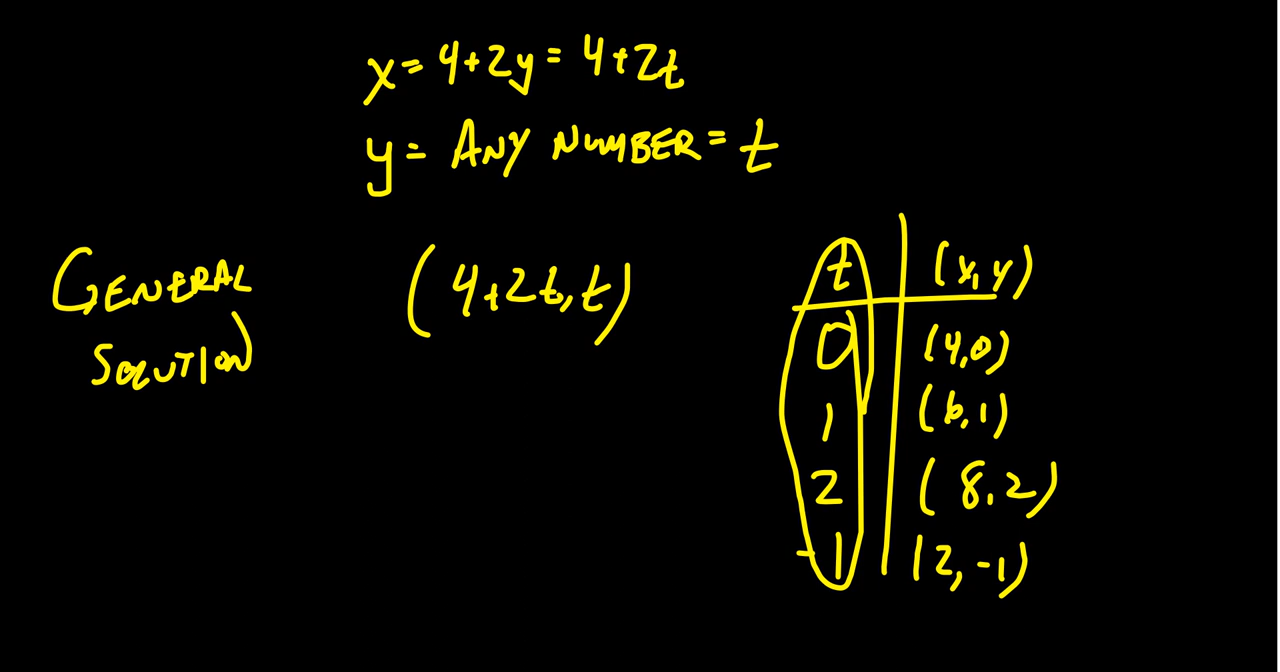 x = 4+2y = 4+2t
y = ANY NUMBER = t
GENERAL
SOLUTION
(4+2t, t)
t (x, y)
0 (4,0)
1 (6,1)
2 (8,2)
-1 (2,-1)